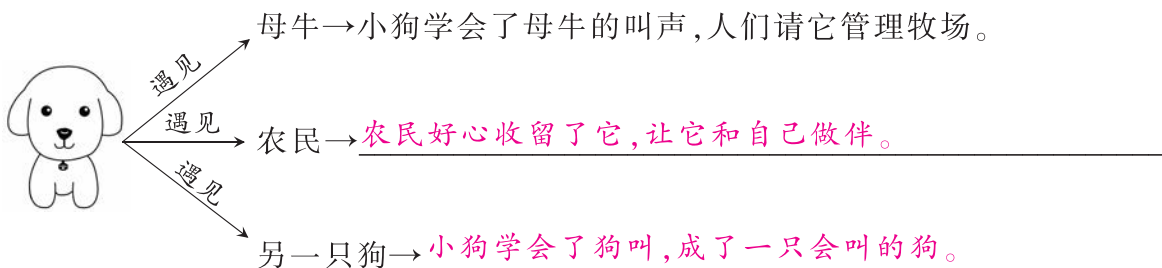 母牛→小狗学会了母牛的叫声,人们请它管理牧场。
遇见
遇见
农民→农民好心收留了它,让它和自己做伴。
遇见
另一只狗→小狗学会了狗叫,成了一只会叫的狗。